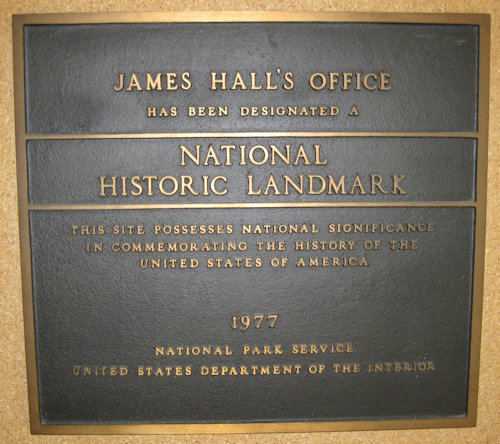 JAMES HALL'S OFFICE
HAS BEEN DESIGNATED A
NATIONAL
HISTORIC LANDMARK
THIS SITE POSSESSES NATIONAL SIGNIFICANCE
IN COMMEMORATING THE HISTORY OF THE
UNITED STATES OF AMERICA
1977
NATIONAL PARK SERVICE
UNITED STATES DEPARTMENT OF THE INTERIOR